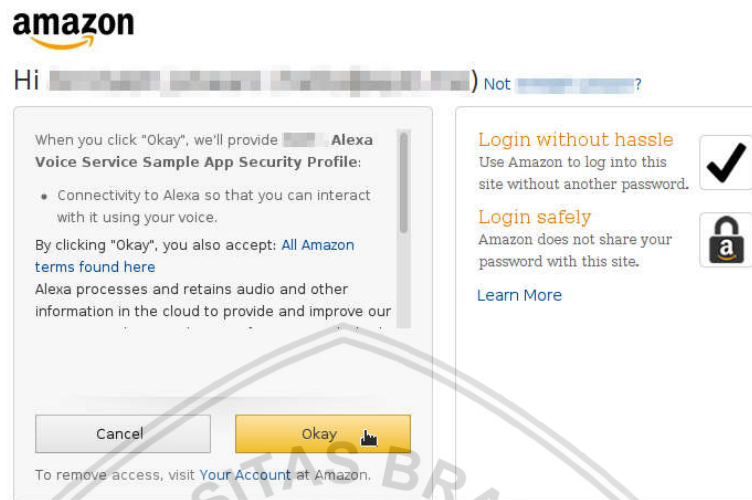 amazon
Hi ) Not ?
When you click "Okay", we'll provide Alexa
Voice Service Sample App Security Profile:
• Connectivity to Alexa so that you can interact
with it using your voice.
By clicking "Okay", you also accept: All Amazon
terms found here
Alexa processes and retains audio and other
information in the cloud to provide and improve our
Cancel
Okay
To remove access, visit Your Account at Amazon.
Login without hassle
Use Amazon to log into this
site without another password.
Login safely
Amazon does not share your
password with this site.
Learn More
a
SITAS BRA